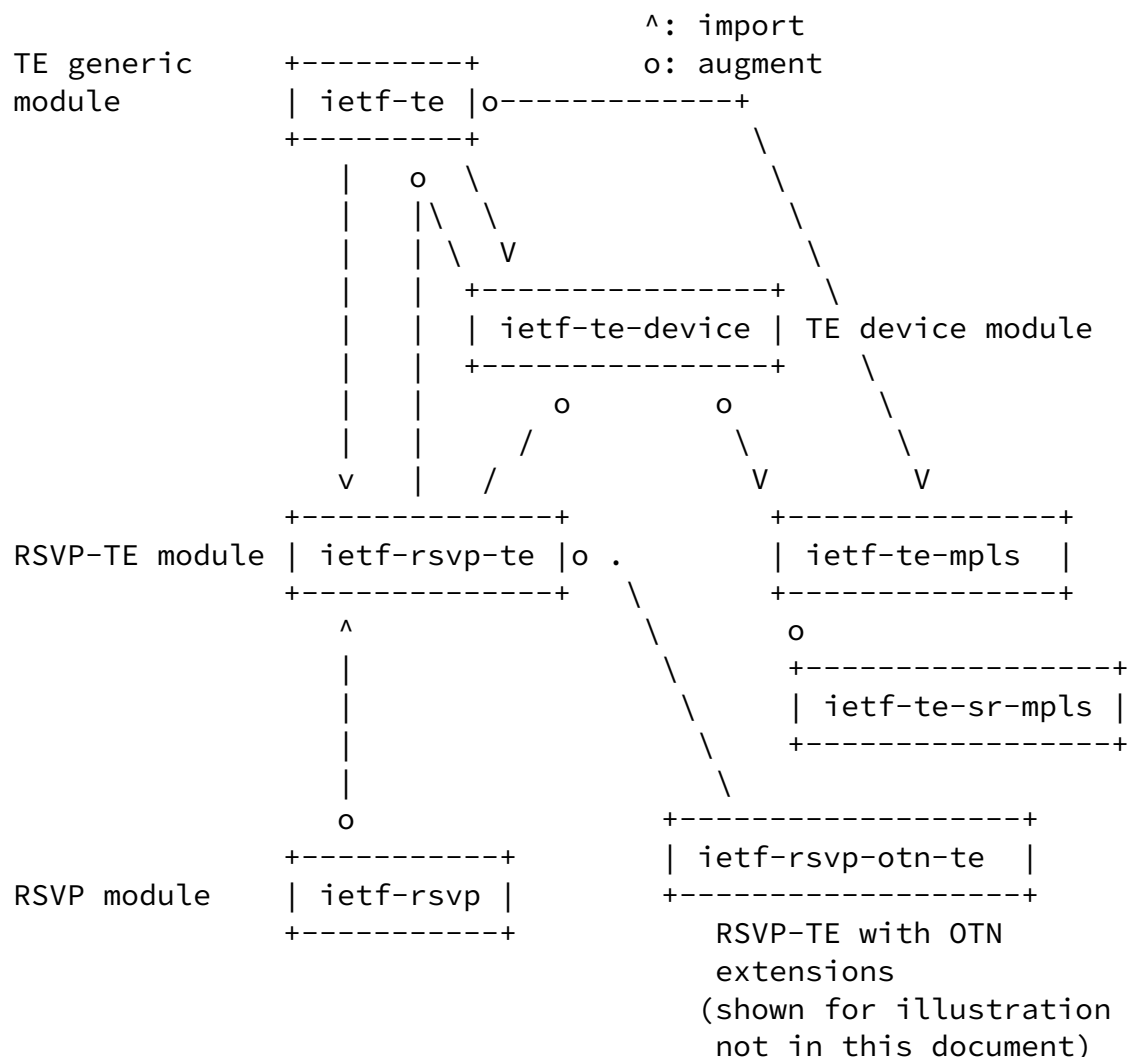 ^: import
TE generic +---------+ o: augment
module | ietf-te |o-------------+
+---------+ \
| o \ \
| |\ \ \
| | \ V \
| | +----------------+ \
| | | ietf-te-device | TE device module
| | +----------------+ \
| | o o \
| | / \ \
v | / V V
+--------------+ +---------------+
RSVP-TE module | ietf-rsvp-te |o . | ietf-te-mpls |
+--------------+ \ +---------------+
^ \ o
| \ +-----------------+
| \ | ietf-te-sr-mpls |
| \ +-----------------+
| \
o +-------------------+
+-----------+ | ietf-rsvp-otn-te |
RSVP module | ietf-rsvp | +-------------------+
+-----------+ RSVP-TE with OTN
extensions
(shown for illustration
not in this document)